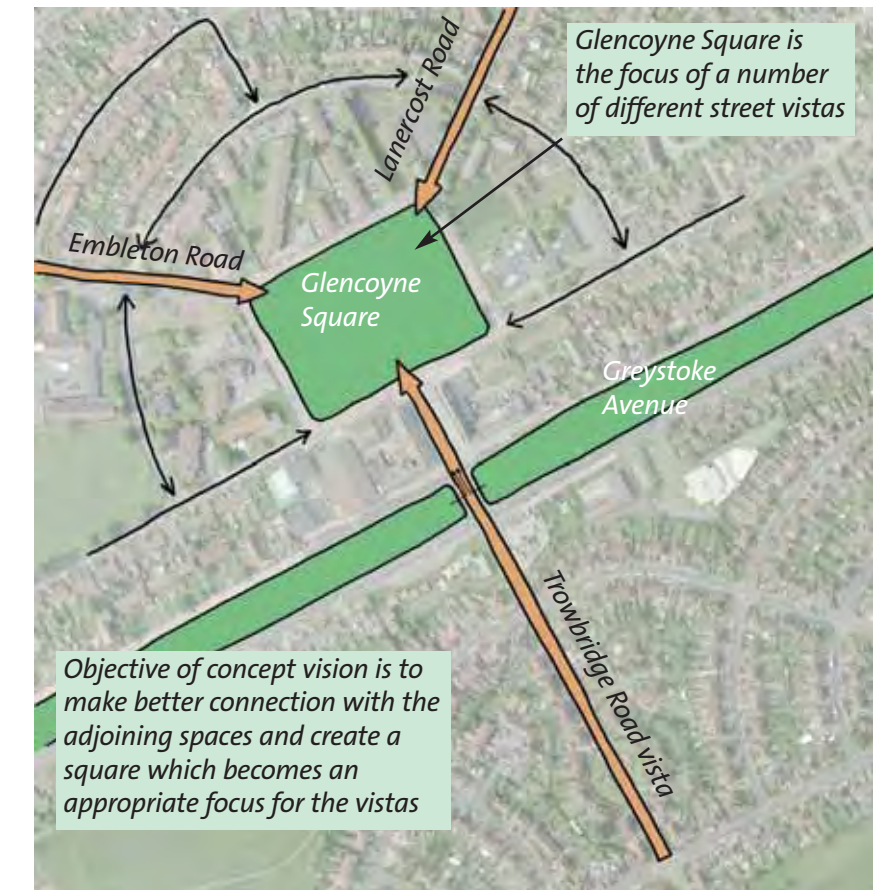 Glencoyne Square is
the focus of a number
of different street vistas
Lanercost Road
Embleton Road
Glencoyne
Square
Greystoke
Avenue
Trowbridge Road vista
Objective of concept vision is to
make better connection with the
adjoining spaces and create a
square which becomes an
appropriate focus for the vistas